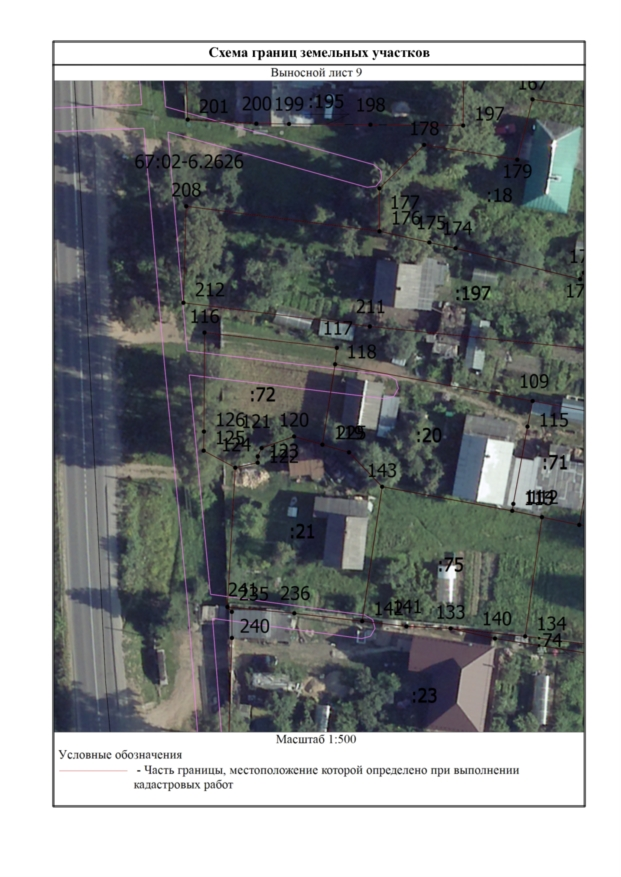 Схема границ земельных участков
Выносной лист 9
167
201 200 199 :195 198 197
178
67:02-6.2626 179
208 :18
177
176 175 174
212 :197
211
116
117
118
:72 109
126 121 120 115
125 124 123 :20
122 :71
143
112
:21
:75
241
235 236 141 133 134
240 140 :74
:23
Масштаб 1:500
Условные обозначения
- Часть границы, местоположение которой определено при выполнении
кадастровых работ